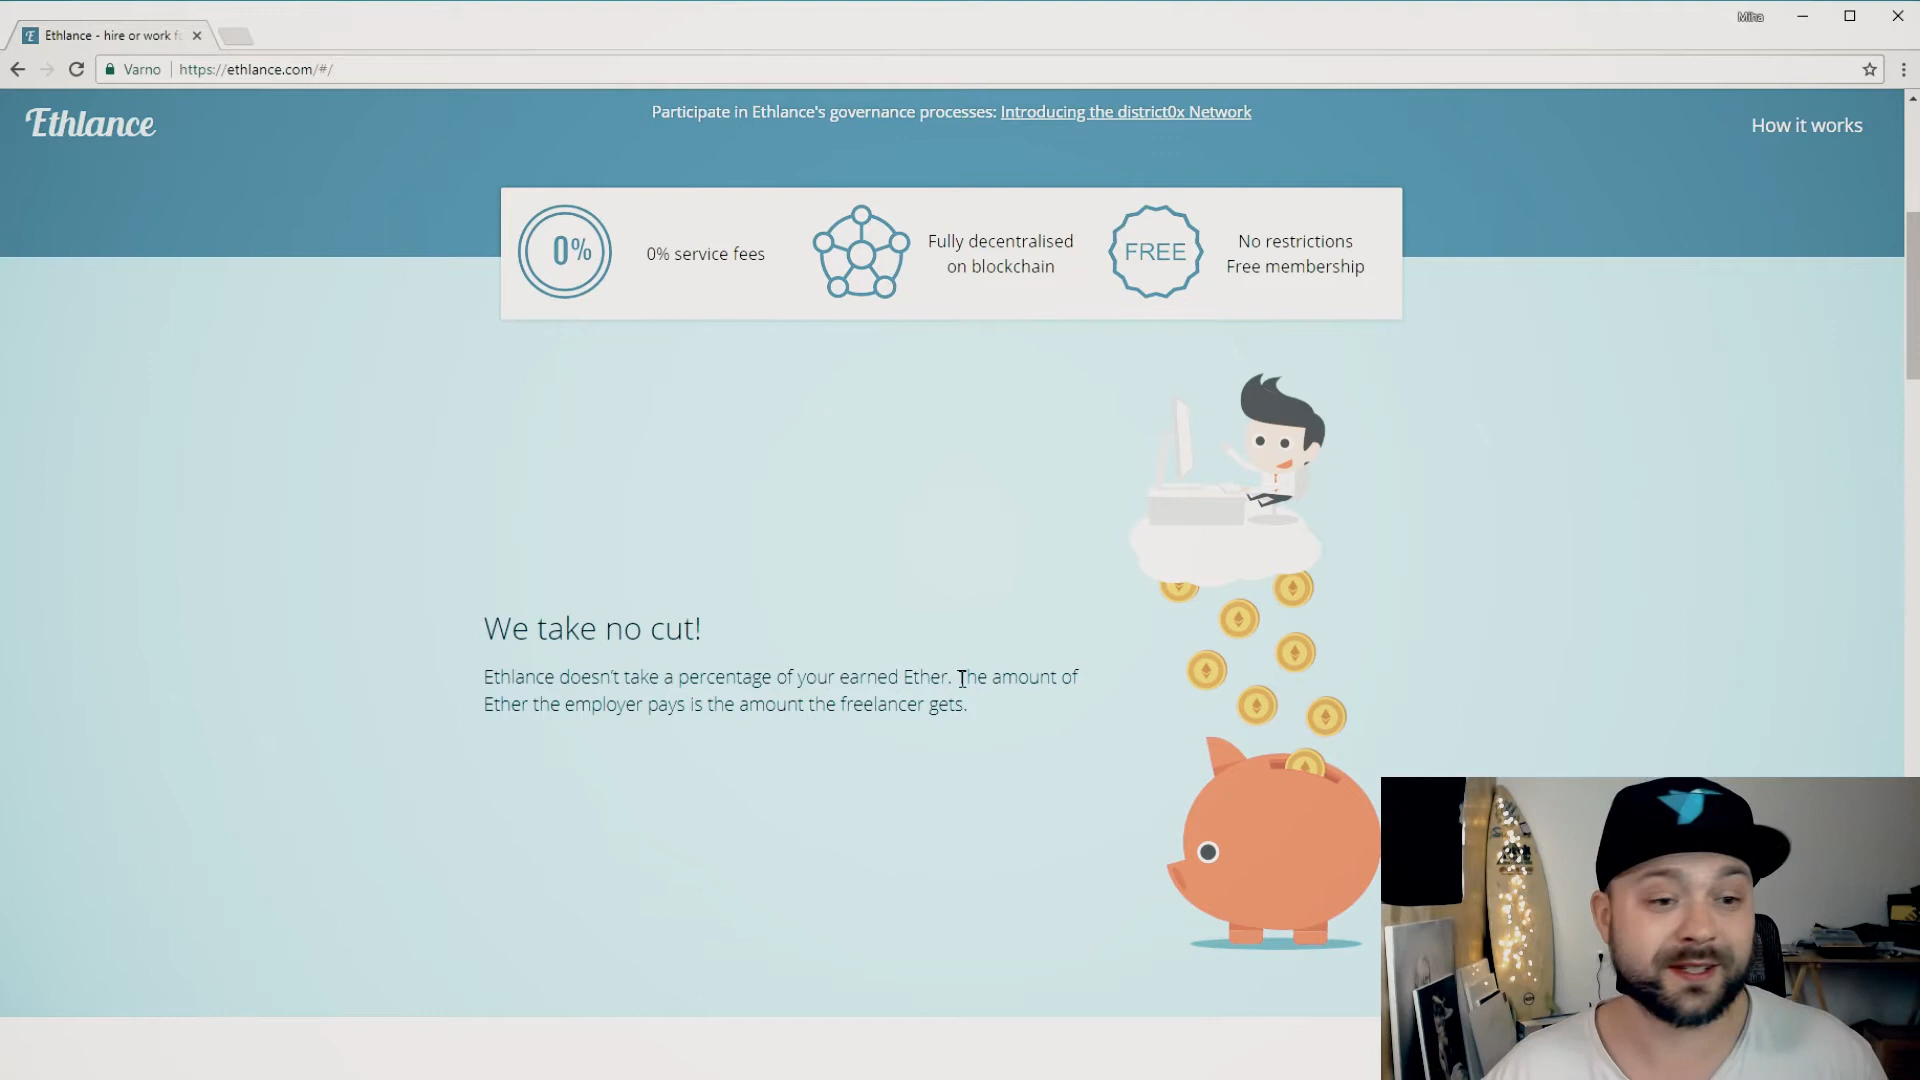 Miha
Ethlance - hire or work f
Varno https://ethlance.com/#/
Ethlance
Participate in Ethlance's governance processes: Introducing the district0x Network
How it works
0%
0% service fees
Fully decentralised
on blockchain
FREE
No restrictions
Free membership
We take no cut!
Ethlance doesn't take a percentage of your earned Ether. The amount of
Ether the employer pays is the amount the freelancer gets.